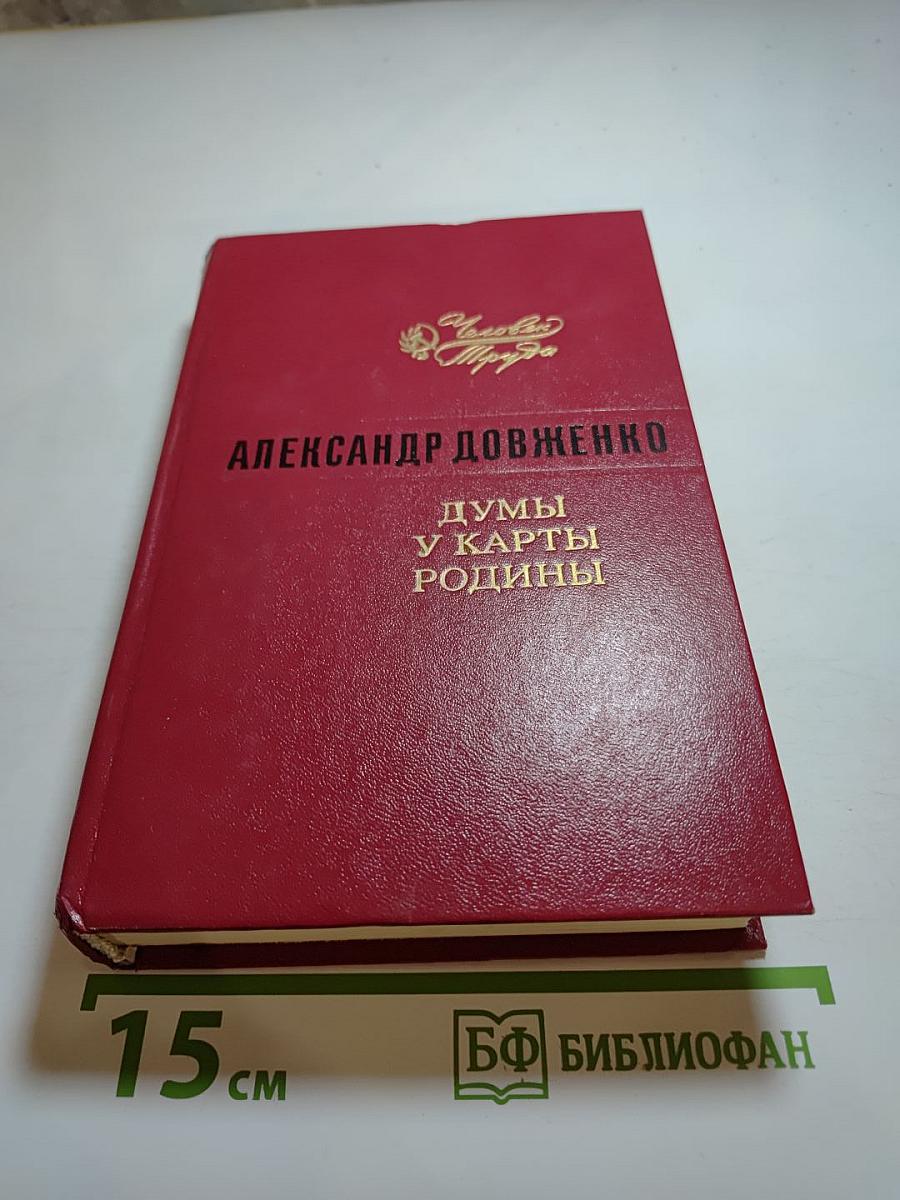 Человек
Труда
АЛЕКСАНДР ДОВЖЕНКО
ДУМЫ
У КАРТЫ
РОДИНЫ
15 см
БФ БИБЛИОФАН